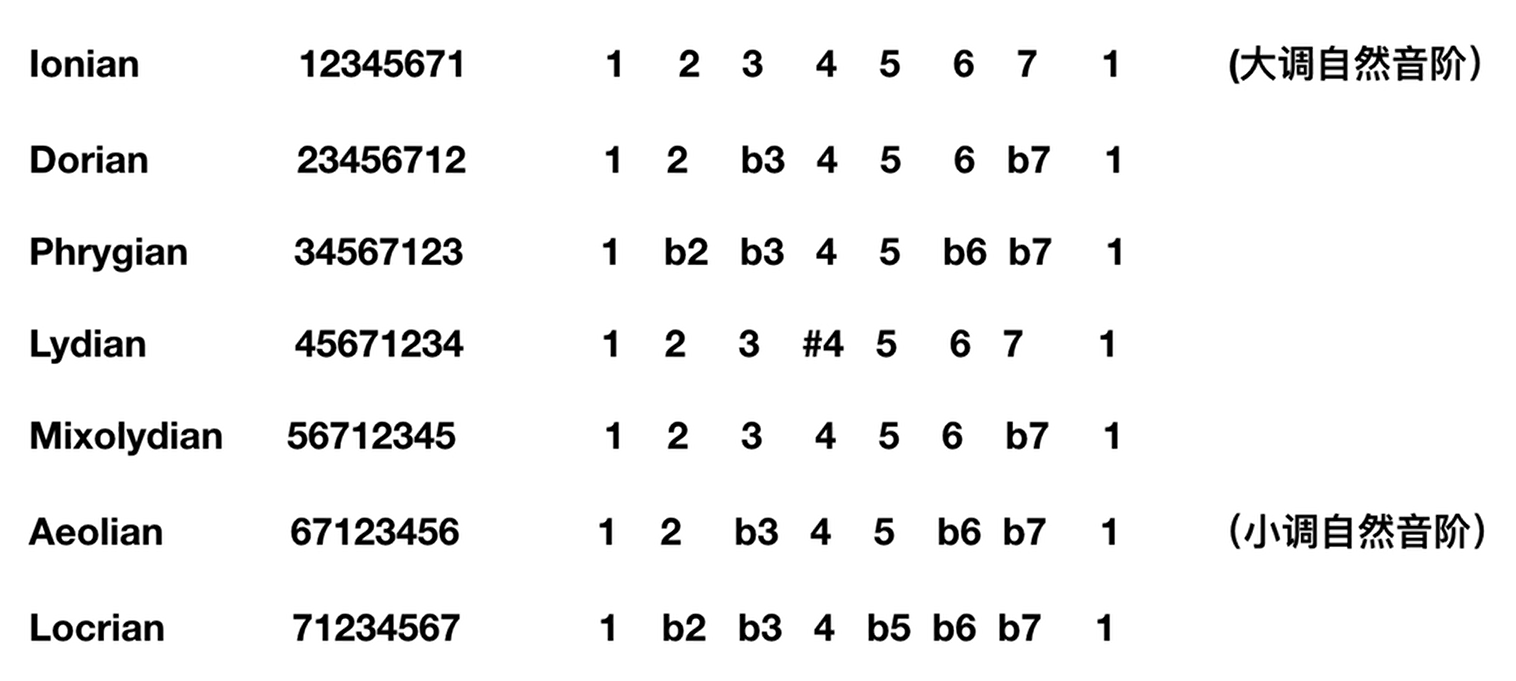 Ionian 12345671 1 2 3 4 5 6 7 1 (大调自然音阶）
Dorian 23456712 1 2 b3 4 5 6 b7 1
Phrygian 34567123 1 b2 b3 4 5 b6 b7 1
Lydian 45671234 1 2 3 #4 5 6 7 1
Mixolydian 56712345 1 2 3 4 5 6 b7 1
Aeolian 67123456 1 2 b3 4 5 b6 b7 1 （小调自然音阶）
Locrian 71234567 1 b2 b3 4 b5 b6 b7 1